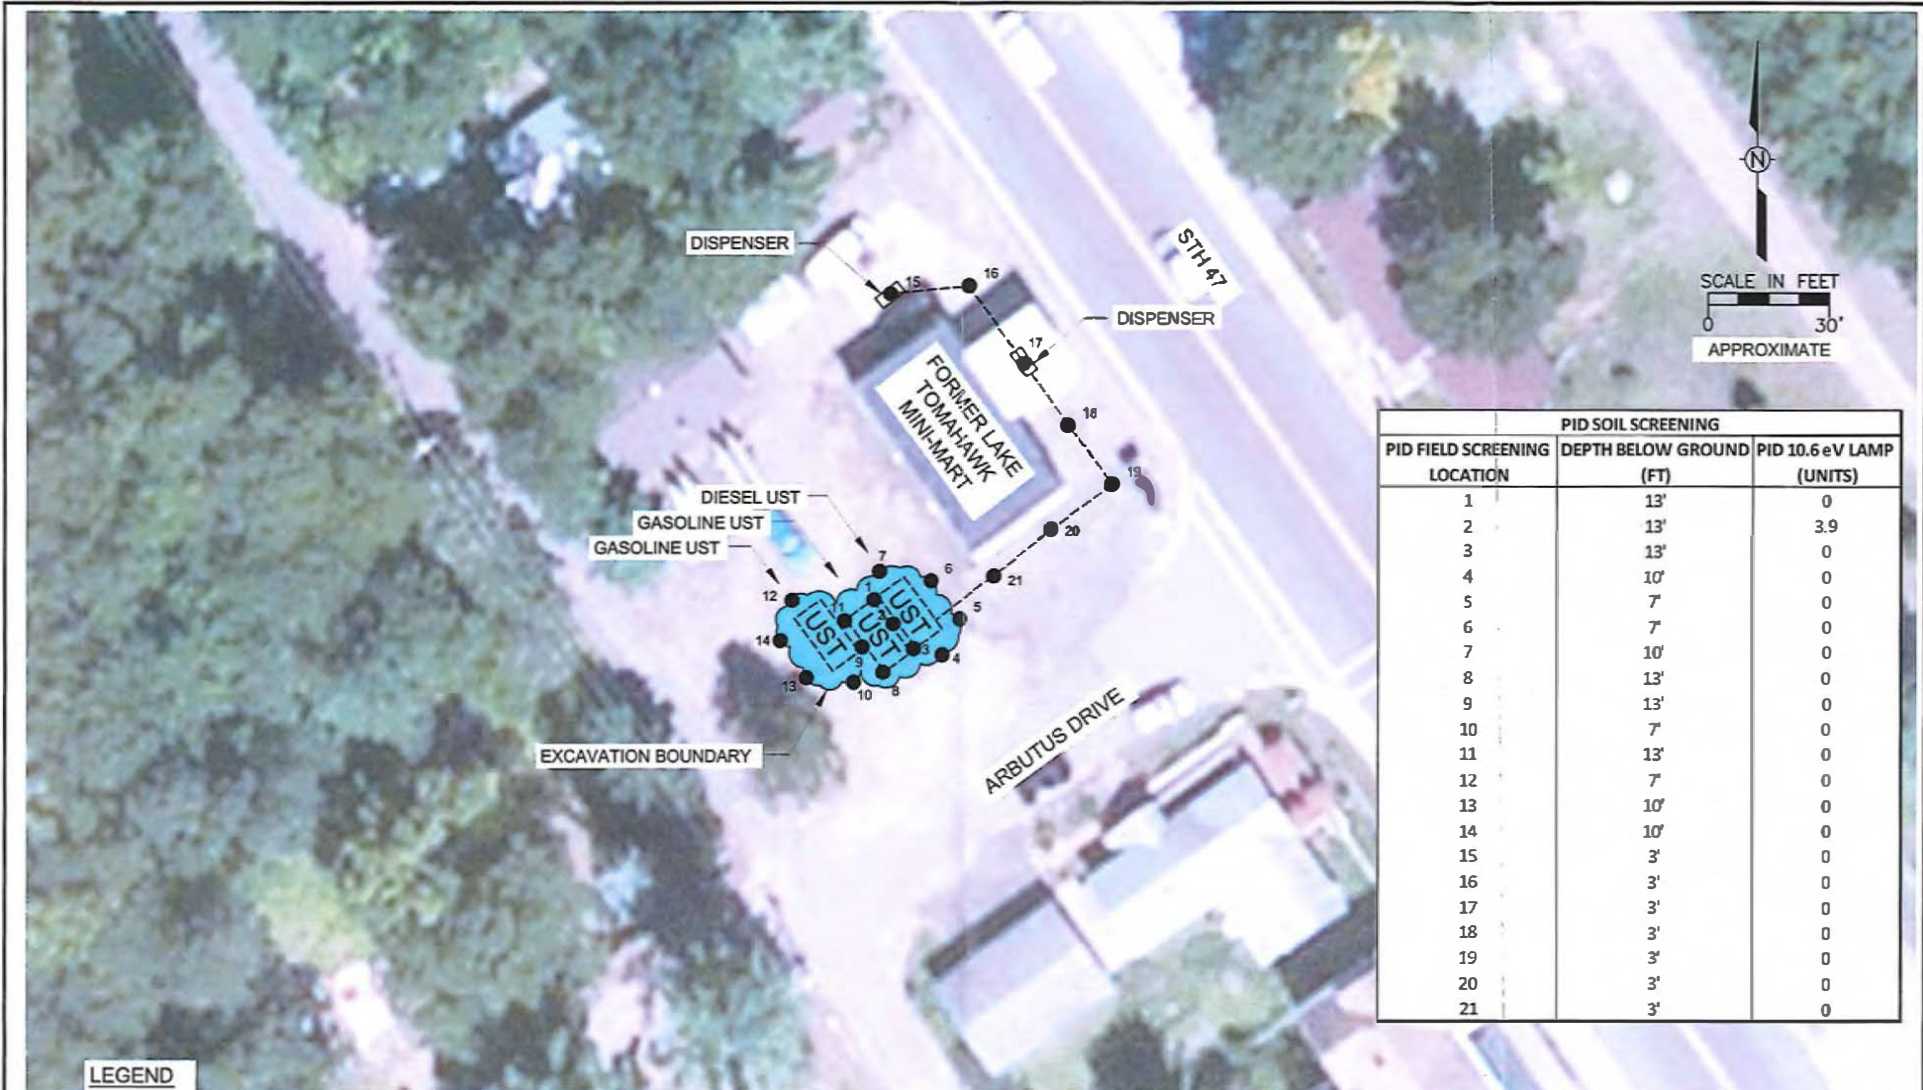 DISPENSER
15
16
STH 47
N
SCALE IN FEET
0 30'
APPROXIMATE
17
DISPENSER
FORMER LAKE
TOMAHAWK
MINI-MART
18
19
20
21
DIESEL UST
GASOLINE UST
GASOLINE UST
7
6
12
1
1
5
UST
UST
UST
14
9
3
4
13
10
8
EXCAVATION BOUNDARY
ARBUTUS DRIVE
PID SOIL SCREENING
PID FIELD SCREENING DEPTH BELOW GROUND PID 10.6 eV LAMP
LOCATION (FT) (UNITS)
1 13' 0
2 13' 3.9
3 13' 0
4 10' 0
5 7' 0
6 7' 0
7 10' 0
8 13' 0
9 13' 0
10 7' 0
11 13' 0
12 7' 0
13 10' 0
14 10' 0
15 3' 0
16 3' 0
17 3' 0
18 3' 0
19 3' 0
20 3' 0
21 3' 0
LEGEND